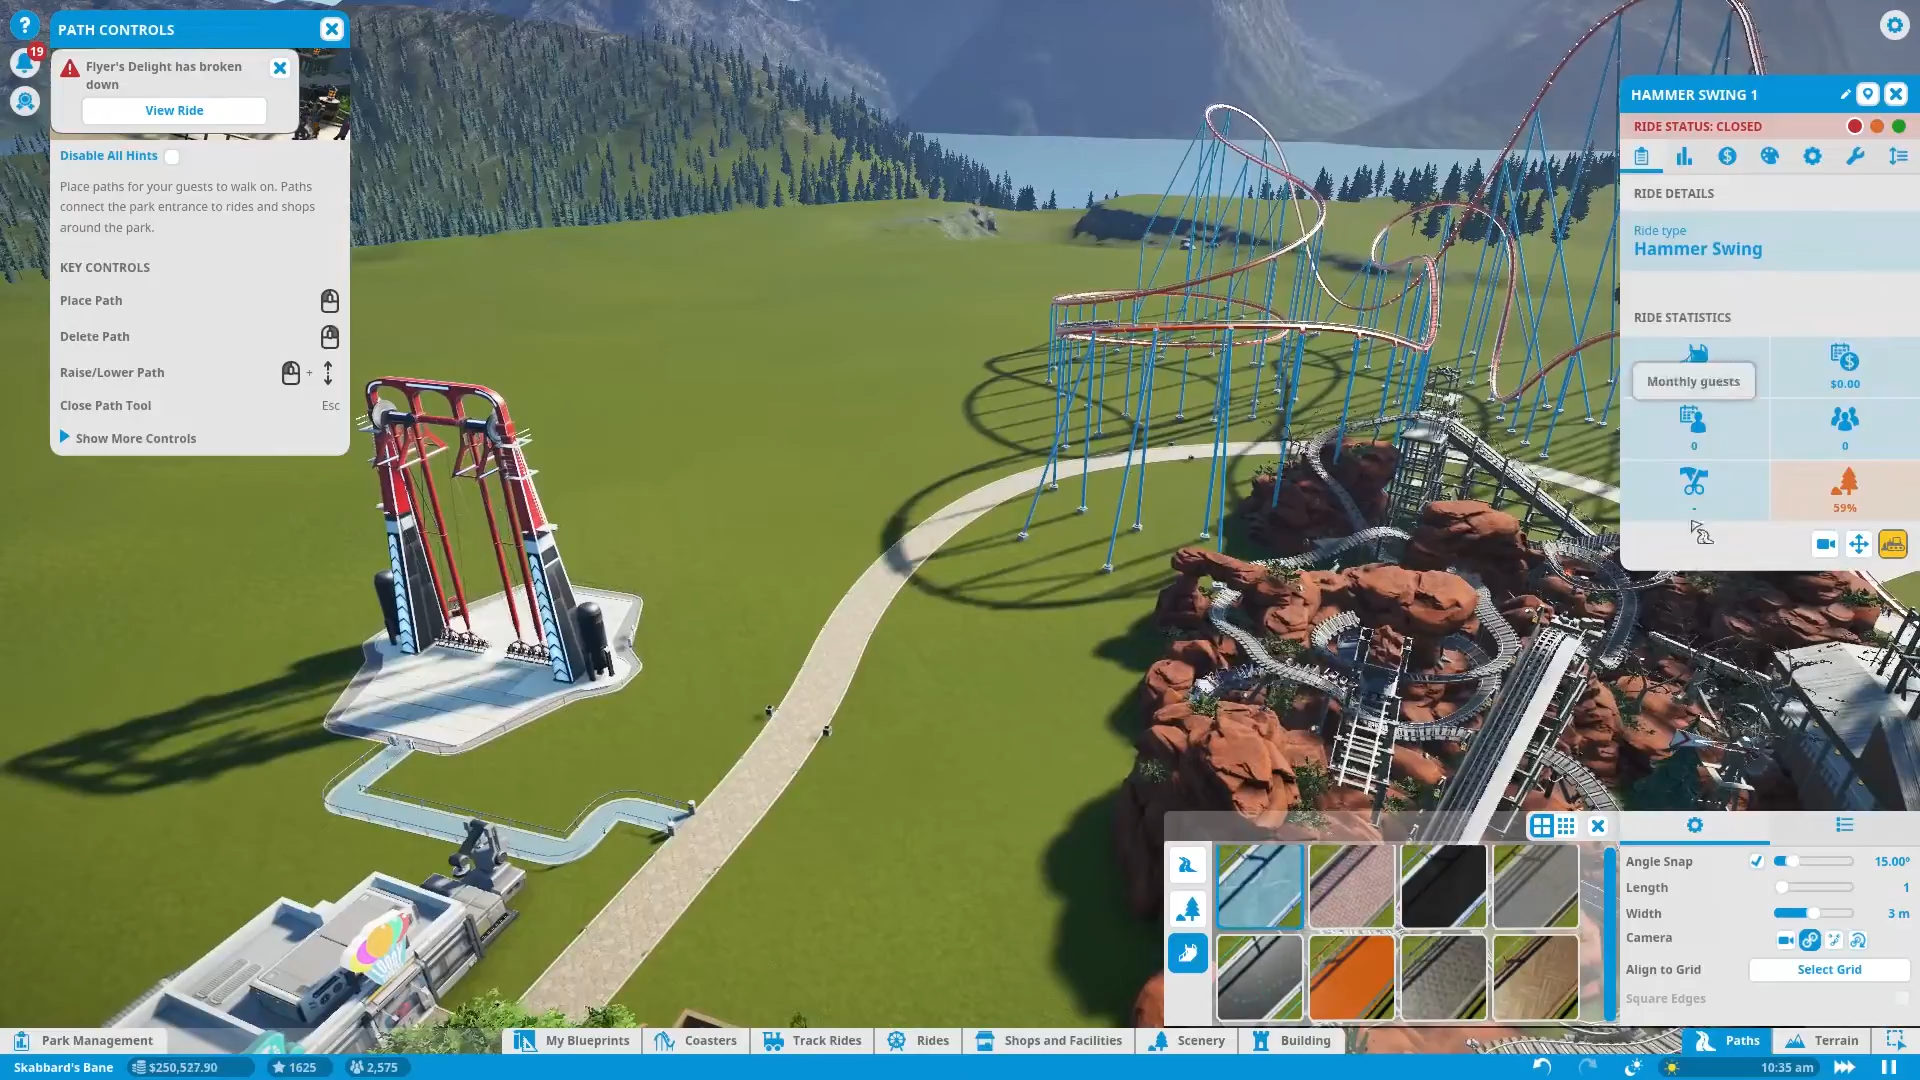 PATH CONTROLS
19
Flyer's Delight has broken
down
View Ride
Disable All Hints
Place paths for your guests to walk on. Paths
connect the park entrance to rides and shops
around the park.
KEY CONTROLS
Place Path
Delete Path
Raise/Lower Path +
Close Path Tool Esc
Show More Controls
HAMMER SWING 1
RIDE STATUS: CLOSED
RIDE DETAILS
Ride type
Hammer Swing
RIDE STATISTICS
Monthly guests
$0.00
0 0
- 59%
Angle Snap 15.00°
Length 1
Width 3 m
Camera
Align to Grid Select Grid
Square Edges
Park Management My Blueprints Coasters Track Rides Rides Shops and Facilities Scenery Building Paths Terrain
Skabbard's Bane $250,527.90 1625 2,575 10:35 am